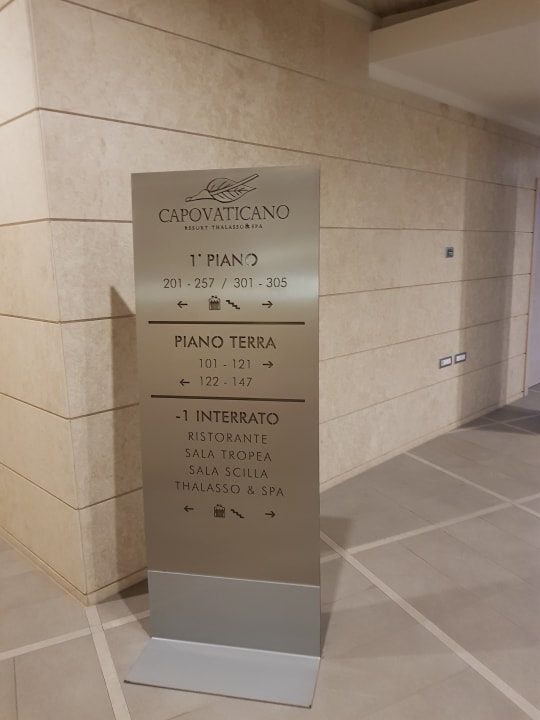 CAPOVATICANO
RESORT THALASSO & SPA
1° PIANO
201 - 257 / 301 - 305
← →
PIANO TERRA
101 - 121 →
← 122 - 147
-1 INTERRATO
RISTORANTE
SALA TROPEA
SALA SCILLA
THALASSO & SPA
← →